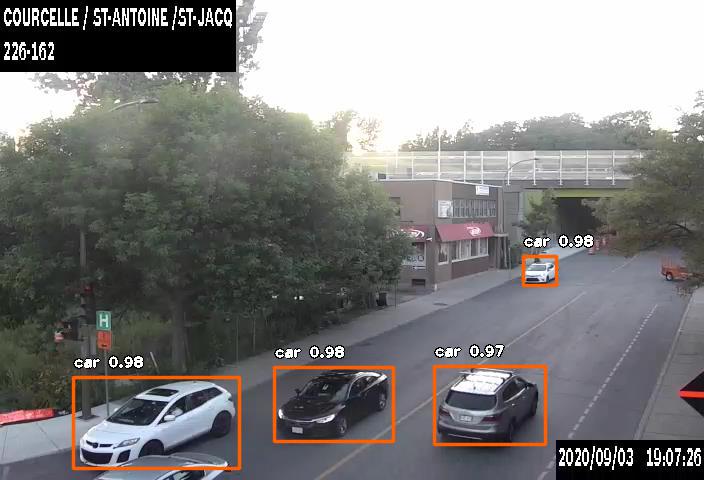 COURCELLE / ST-ANTOINE /ST-JACQ
226-162
car 0.98
H
car 0.98
car 0.98
car 0.97
2020/09/03 19:07:26